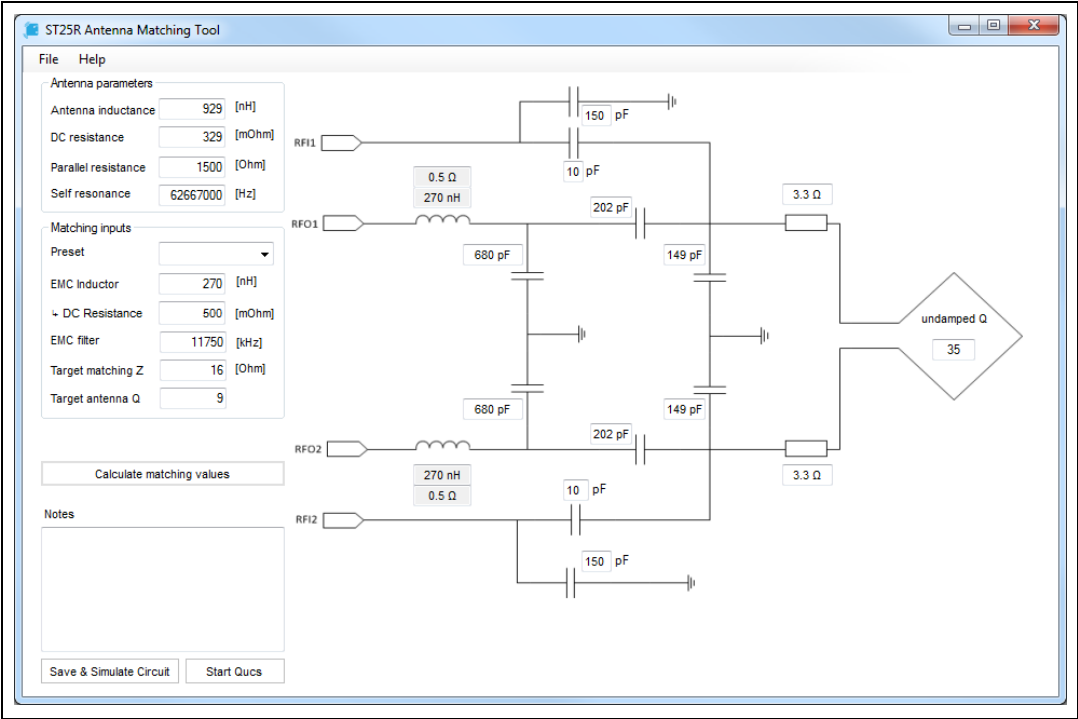 ST25R Antenna Matching Tool
File Help
Antenna parameters
Antenna inductance 929 [nH]
DC resistance 329 [mOhm]
Parallel resistance 1500 [Ohm]
Self resonance 62667000 [Hz]
Matching inputs
Preset
EMC Inductor 270 [nH]
↳ DC Resistance 500 [mOhm]
EMC filter 11750 [kHz]
Target matching Z 16 [Ohm]
Target antenna Q 9
Calculate matching values
Notes
Save & Simulate Circuit Start Qucs
150 pF
RFI1
10 pF
0.5 Ω
270 nH
202 pF
3.3 Ω
RFO1
680 pF
149 pF
undamped Q
35
680 pF
149 pF
202 pF
RFO2
270 nH
0.5 Ω
3.3 Ω
10 pF
RFI2
150 pF